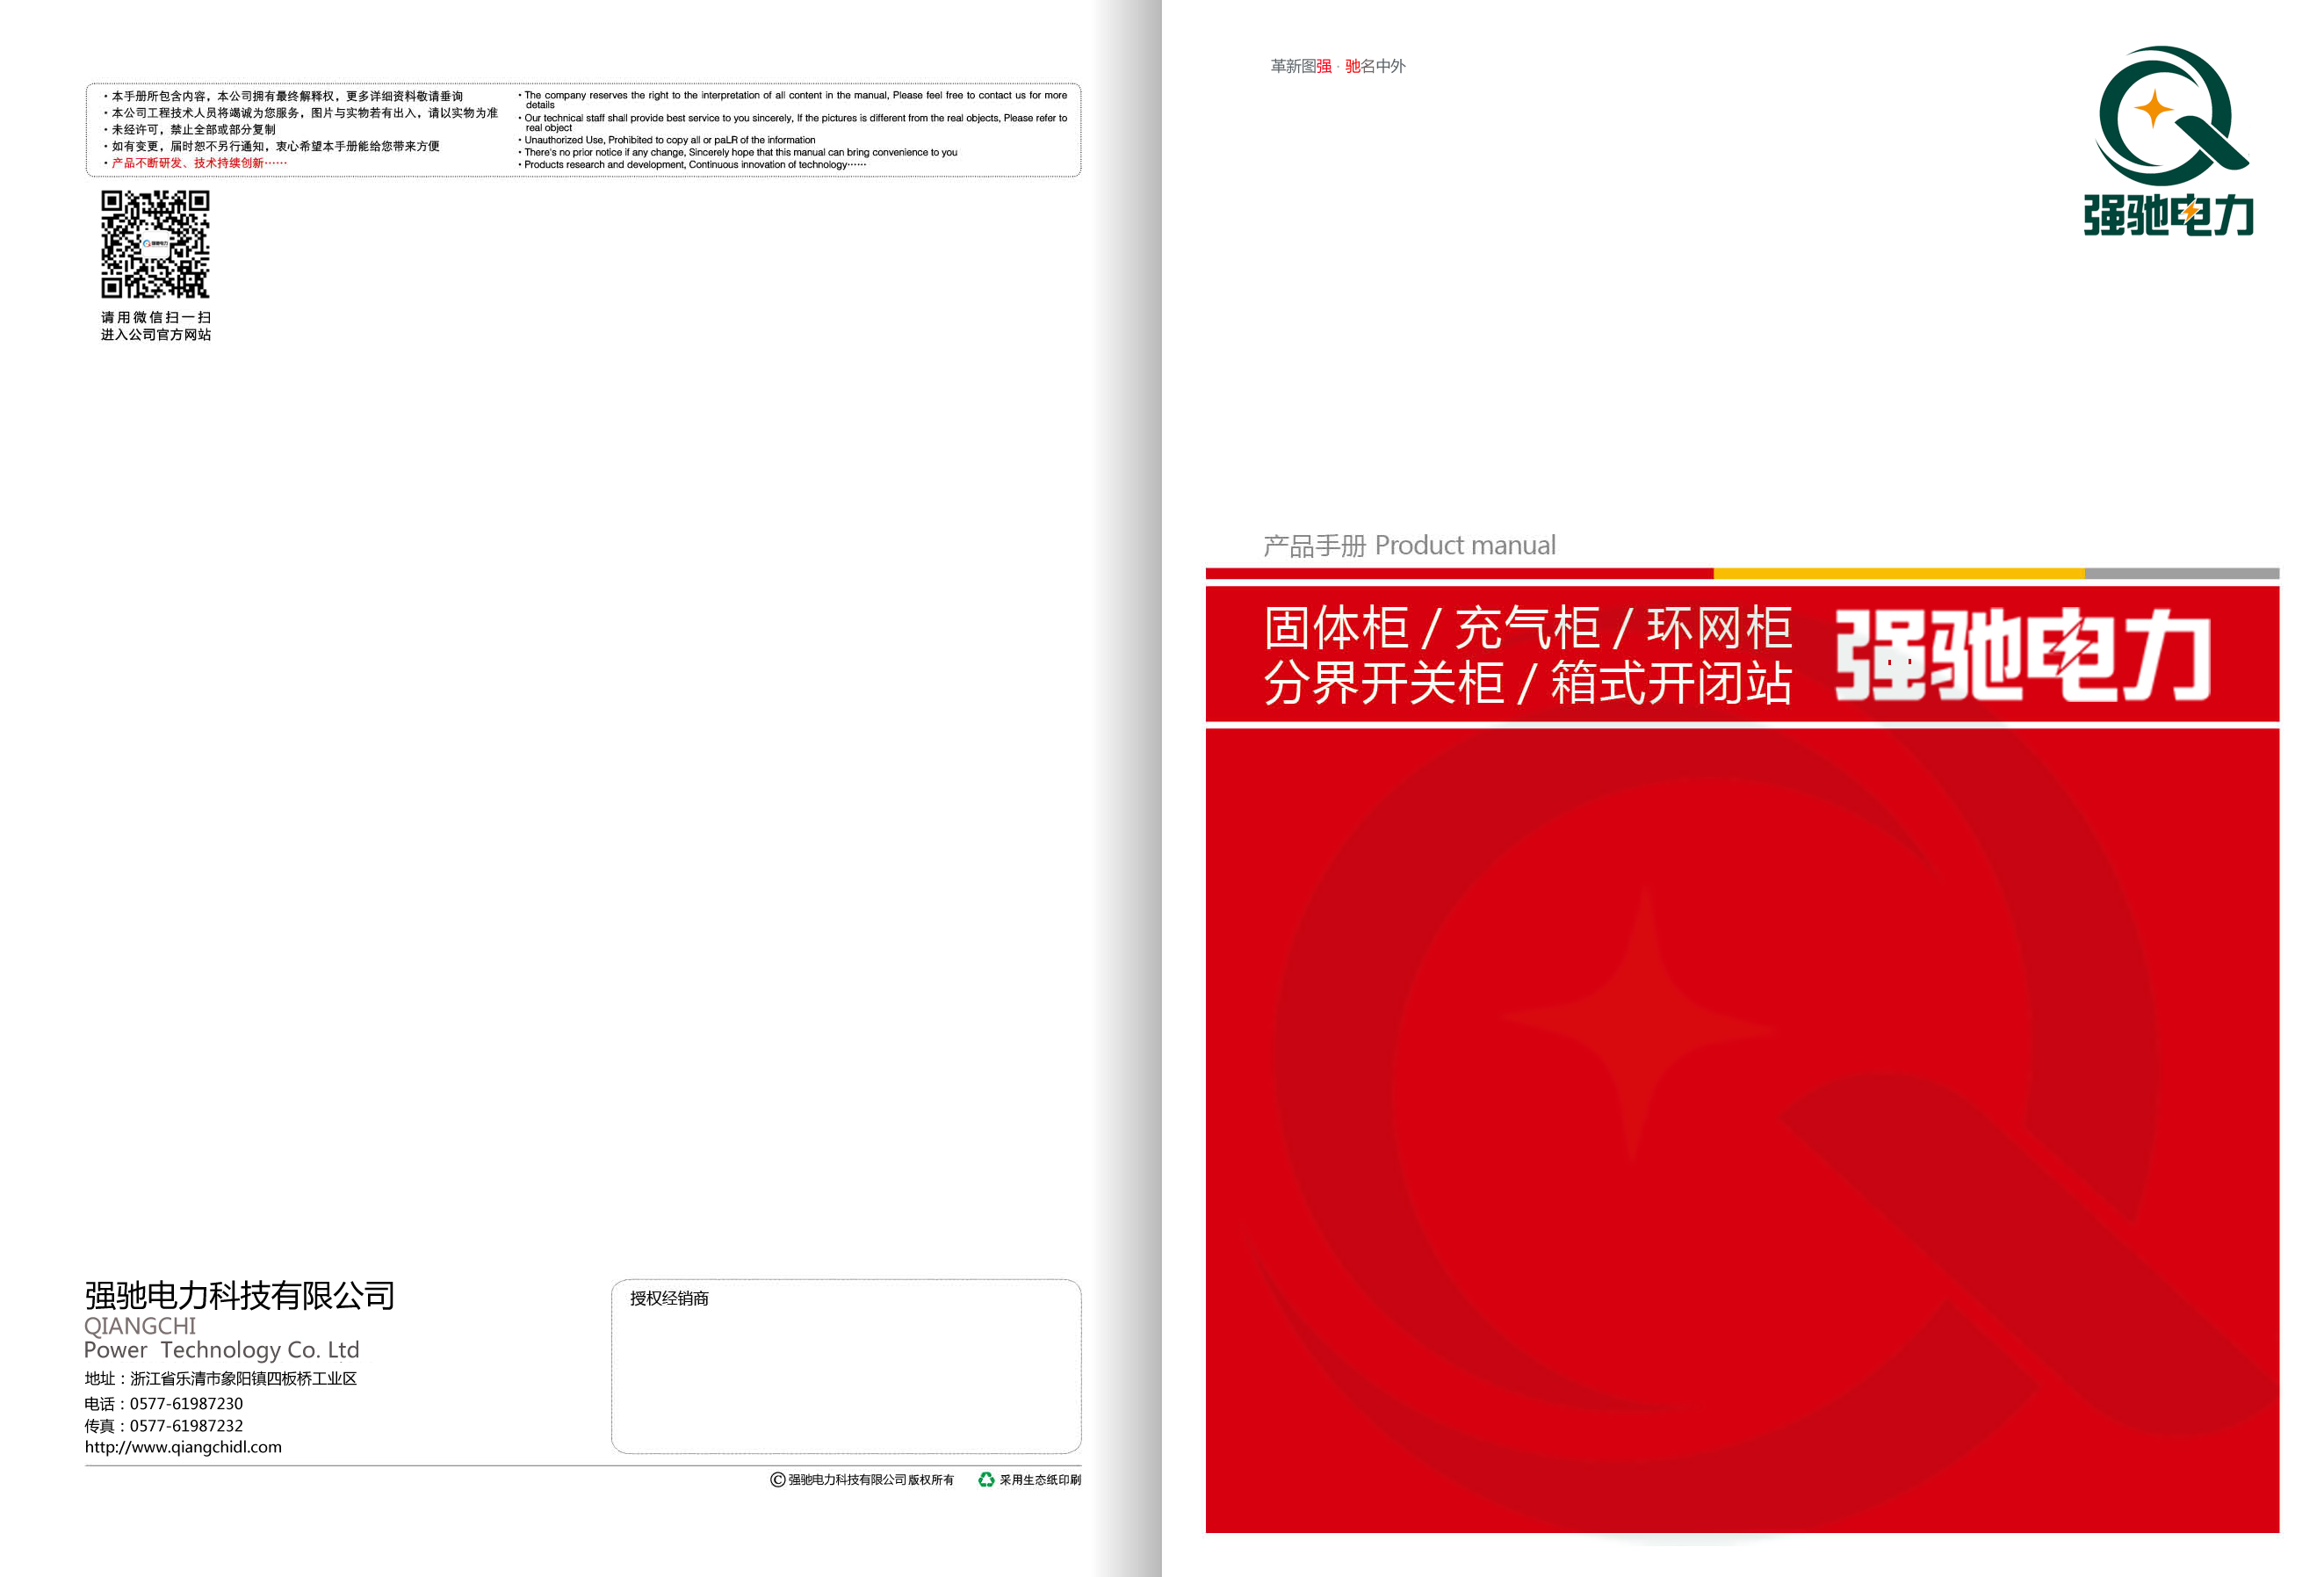 ・本手册所包含内容，本公司拥有最终解释权，更多详细资料敬请垂询
・本公司工程技术人员将竭诚为您服务，图片与实物若有出入，请以实物为准
・未经许可，禁止全部或部分复制
・如有变更，届时恕不另行通知，衷心希望本手册能给您带来方便
・产品不断研发、技术持续创新……
・The company reserves the right to the interpretation of all content in the manual, Please feel free to contact us for more
details
・Our technical staff shall provide best service to you sincerely, If the pictures is different from the real objects, Please refer to
real object
・Unauthorized Use, Prohibited to copy all or paLR of the information
・There's no prior notice if any change, Sincerely hope that this manual can bring convenience to you
・Products research and development, Continuous innovation of technology……
强驰电力
请用微信扫一扫
进入公司官方网站
强驰电力科技有限公司
QIANGCHI
Power Technology Co. Ltd
地址：浙江省乐清市象阳镇四板桥工业区
电话：0577-61987230
传真：0577-61987232
http://www.qiangchidl.com
授权经销商
©强驰电力科技有限公司版权所有
采用生态纸印刷
革新图强·驰名中外
强驰电力
产品手册 Product manual
固体柜/充气柜/环网柜
分界开关柜/箱式开闭站
强驰电力